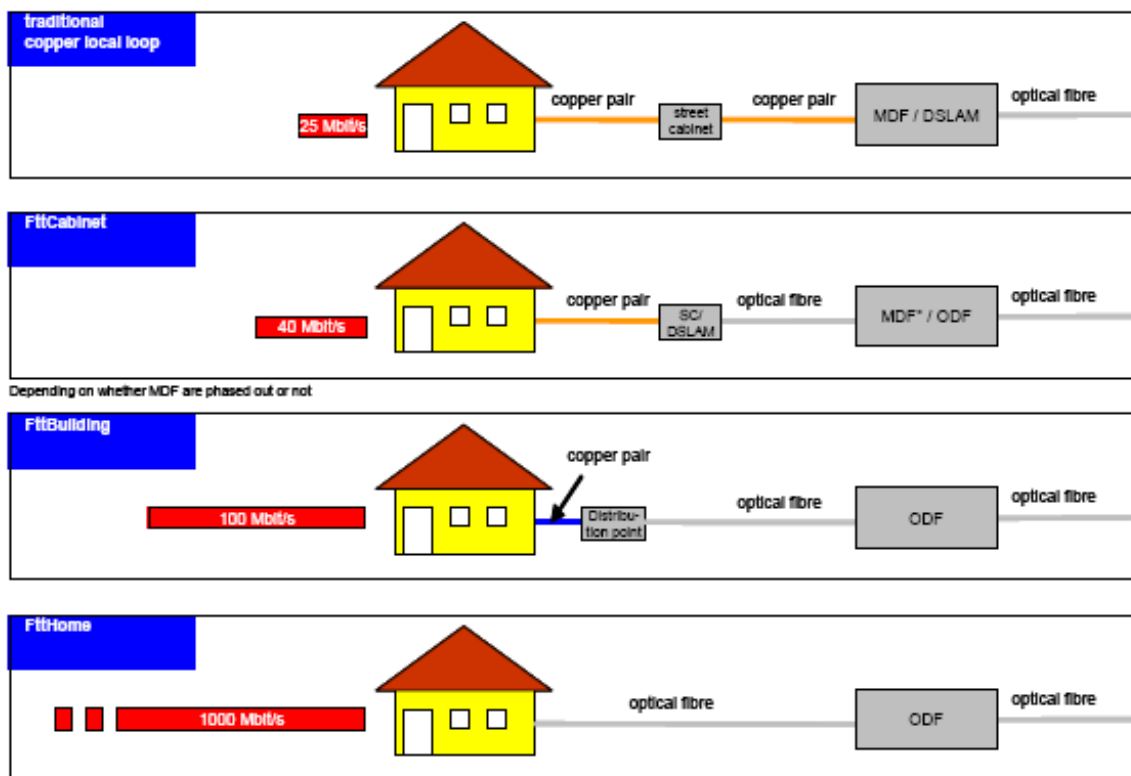 traditional
copper local loop
25 Mbit/s
copper pair
street
cabinet
copper pair
MDF / DSLAM
optical fibre
FttCabinet
40 Mbit/s
copper pair
SC/
DSLAM
optical fibre
MDF* / ODF
optical fibre
Depending on whether MDF are phased out or not
FttBuilding
100 Mbit/s
copper pair
Distribu-
tion point
optical fibre
ODF
optical fibre
FttHome
1000 Mbit/s
optical fibre
ODF
optical fibre